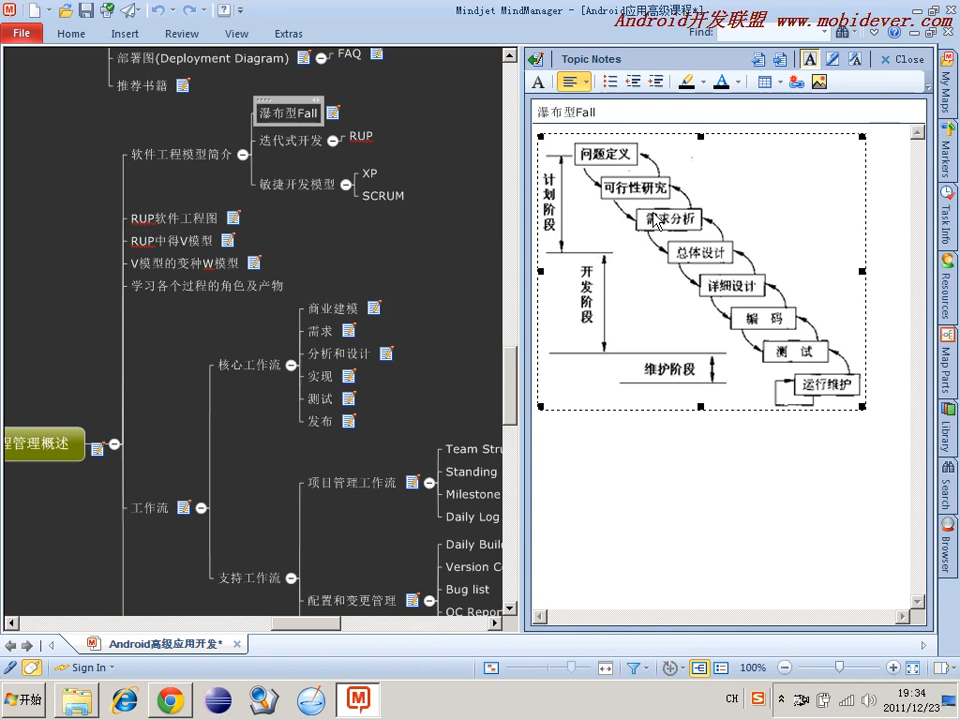 Mindjet MindManager - [Android应用高级课程*]
Android开发联盟 www.mobidever.com
File Home Insert Review View Extras
Find:
部署图(Deployment Diagram)
FAQ
推荐书籍
软件工程模型简介
瀑布型Fall
迭代式开发
RUP
敏捷开发模型
XP
SCRUM
RUP软件工程图
RUP中得V模型
V模型的变种W模型
学习各个过程的角色及产物
程管理概述
工作流
核心工作流
商业建模
需求
分析和设计
实现
测试
发布
支持工作流
项目管理工作流
Team Stru
Standing
Milestone
Daily Log
配置和变更管理
Daily Buil
Version Co
Bug list
QC Report
Topic Notes
Close
瀑布型Fall
问题定义
可行性研究
需求分析
总体设计
详细设计
编 码
测 试
运行维护
计划阶段
开发阶段
维护阶段
My Maps
Markers
Task Info
Resources
Map Parts
Library
Search
Browser
Android高级应用开发*
Sign In
100%
开始
CH
19:34
2011/12/23